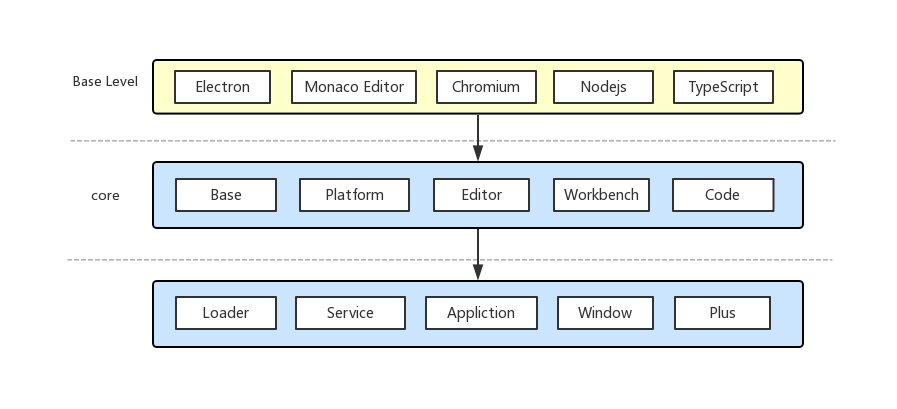 Base Level
Electron
Monaco Editor
Chromium
Nodejs
TypeScript
core
Base
Platform
Editor
Workbench
Code
Loader
Service
Appliction
Window
Plus